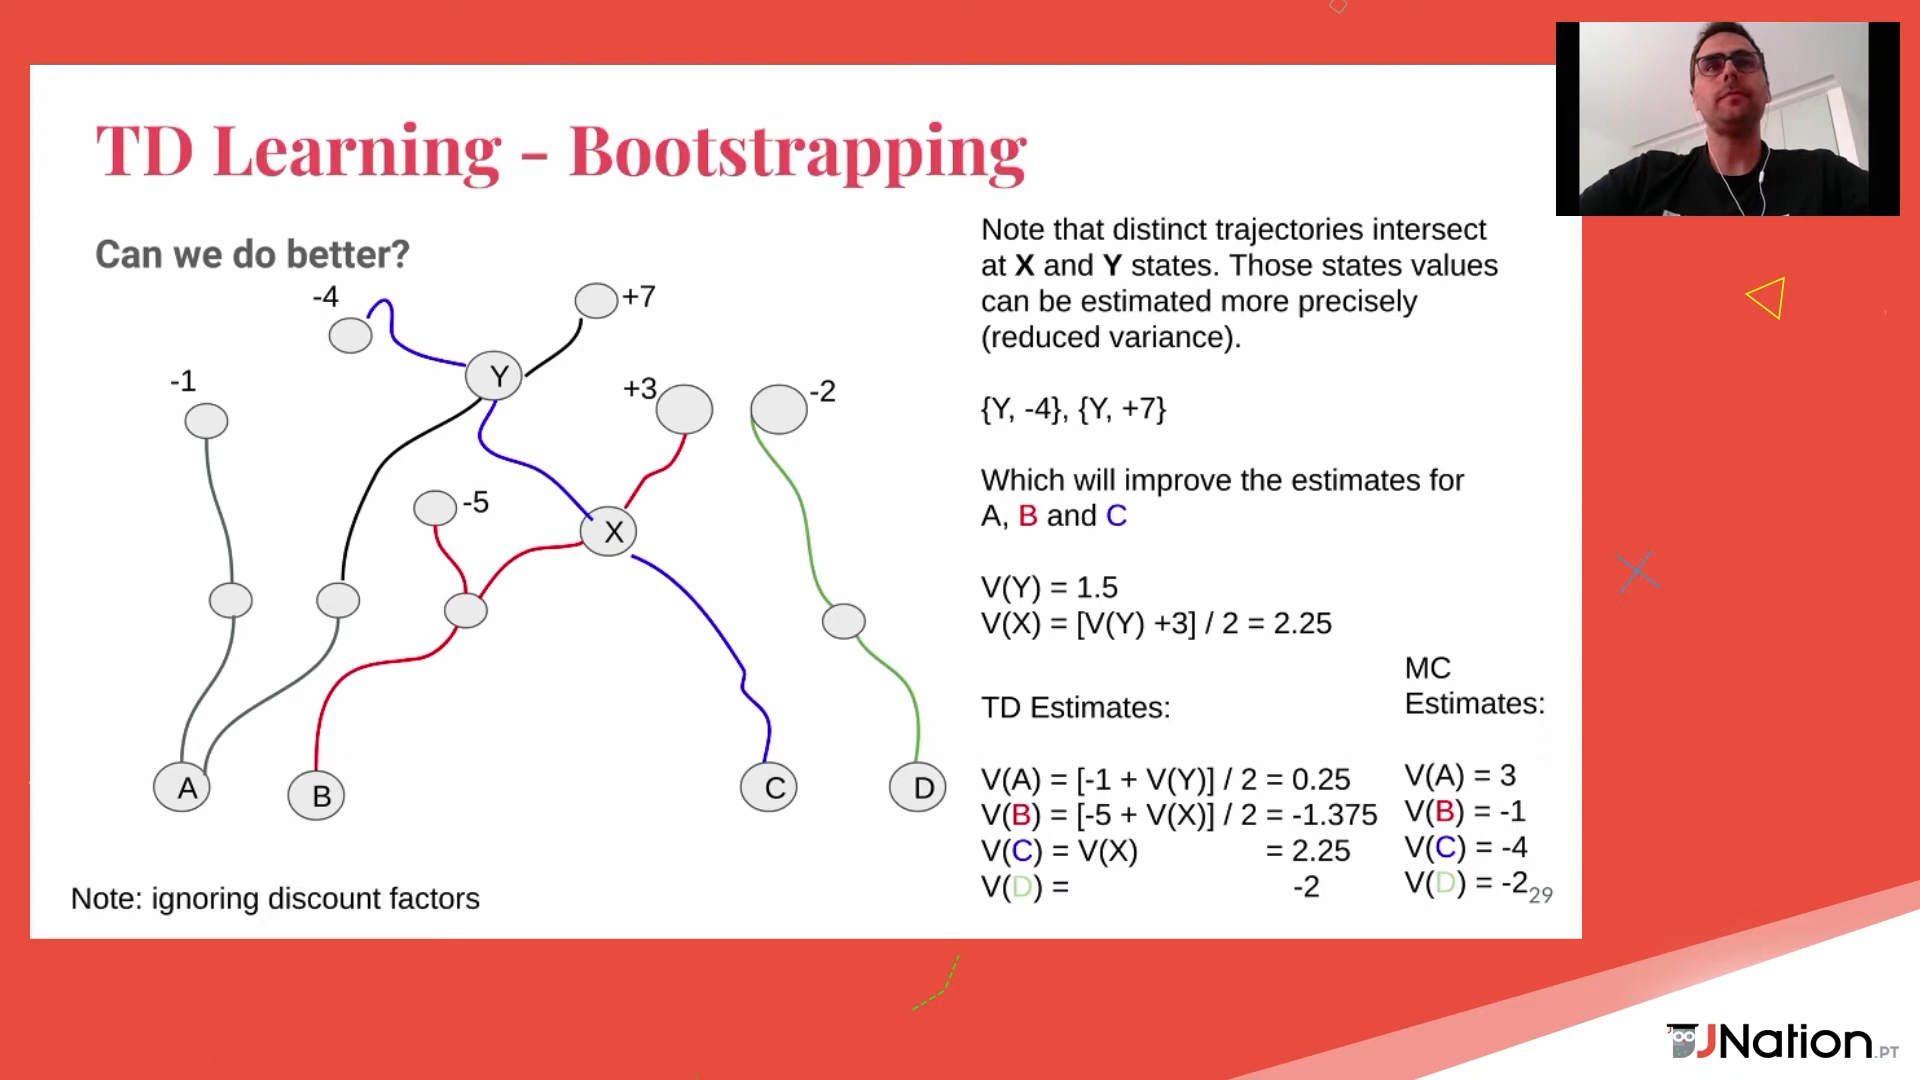 TD Learning - Bootstrapping
Can we do better?
-4
+7
Y
-1
+3
-2
-5
X
A
B
C
D
Note: ignoring discount factors
Note that distinct trajectories intersect
at X and Y states. Those states values
can be estimated more precisely
(reduced variance).
{Y, -4}, {Y, +7}
Which will improve the estimates for
A, B and C
V(Y) = 1.5
V(X) = [V(Y) +3] / 2 = 2.25
TD Estimates:
V(A) = [-1 + V(Y)] / 2 = 0.25
V(B) = [-5 + V(X)] / 2 = -1.375
V(C) = V(X) = 2.25
V(D) = -2
MC
Estimates:
V(A) = 3
V(B) = -1
V(C) = -4
V(D) = -2
29
JNation.PT